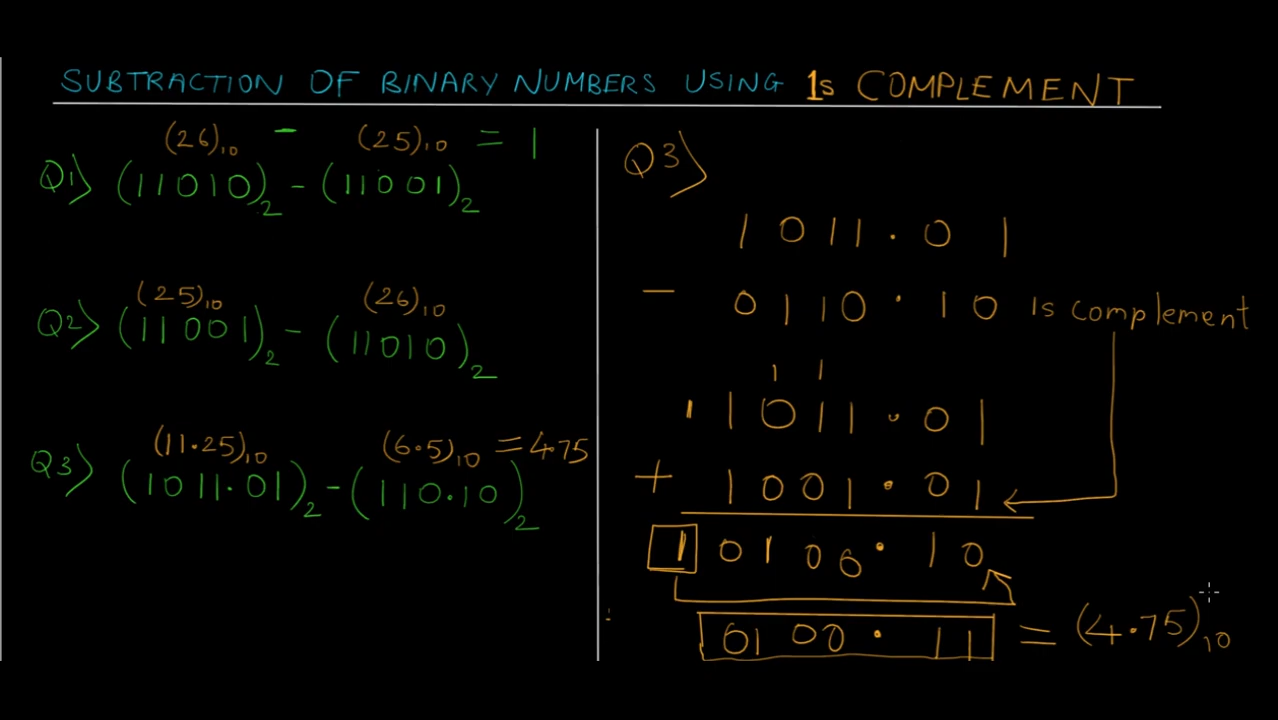 SUBTRACTION OF BINARY NUMBERS USING 1s COMPLEMENT
(26)₁₀ - (25)₁₀ = 1
Q1) (11010)₂ - (11001)₂
(25)₁₀ (26)₁₀
Q2) (11001)₂ - (11010)₂
(11.25)₁₀ (6.5)₁₀ = 4.75
Q3) (1011.01)₂ - (110.10)₂
Q3)
1011.01
- 0110.10 1s complement
1 1
1 1011.01
+ 1001.01
1 0100.10
0100.11 = (4.75)₁₀